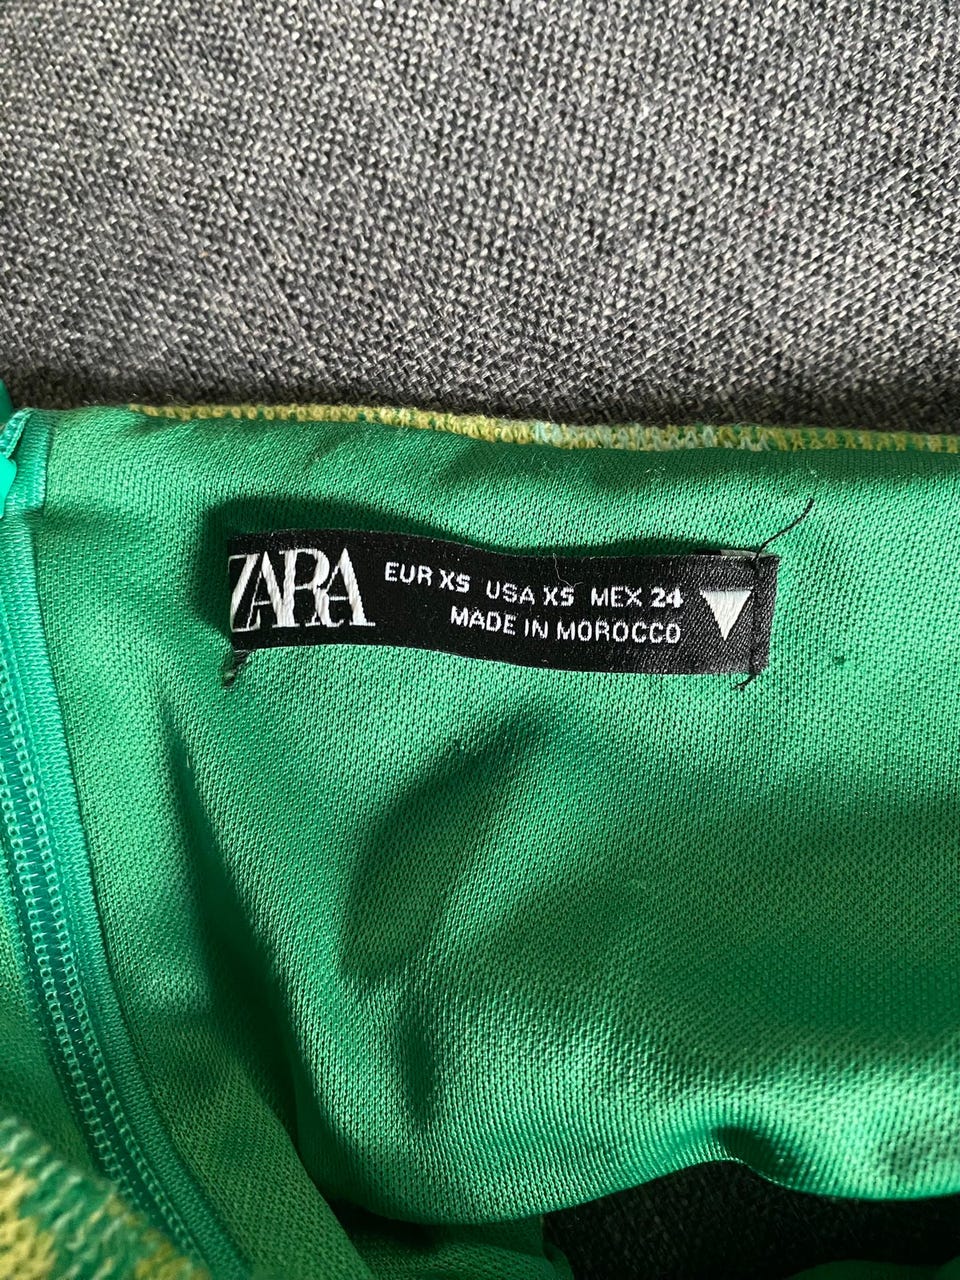 ZARA
EUR XS USA XS MEX 24
MADE IN MOROCCO